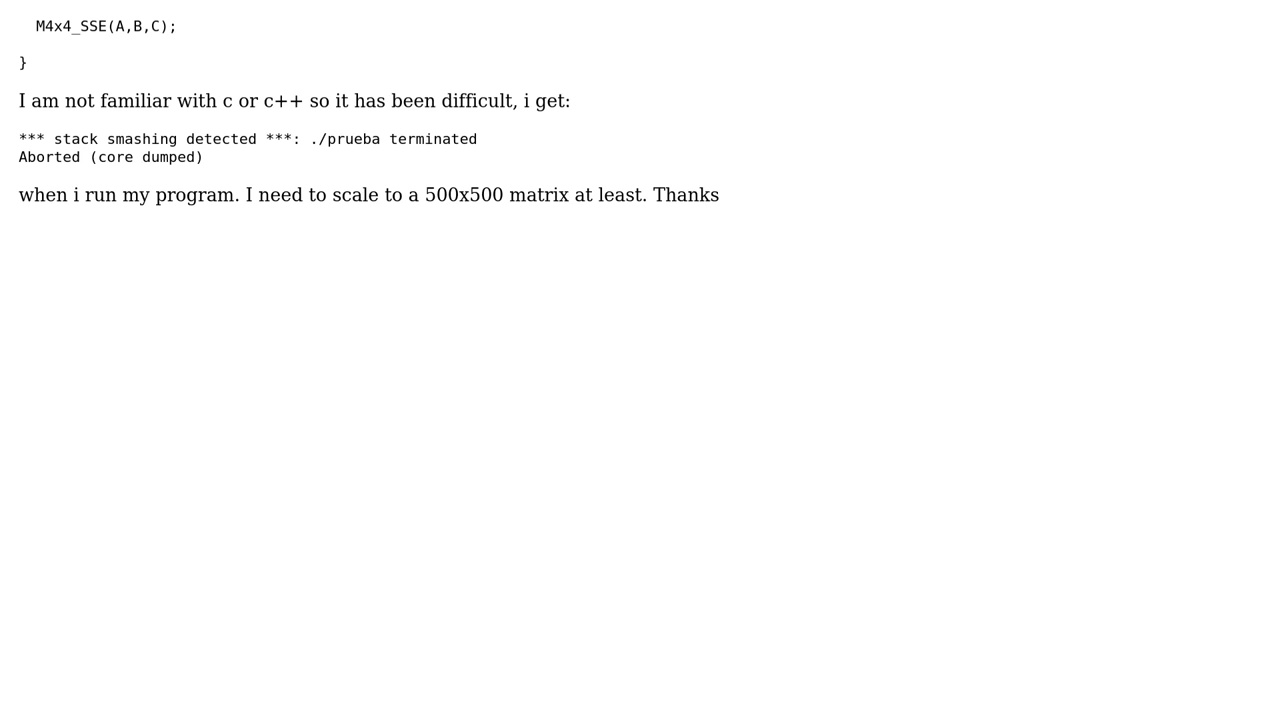 M4x4_SSE(A,B,C);
}
I am not familiar with c or c++ so it has been difficult, i get:
*** stack smashing detected ***: ./prueba terminated
Aborted (core dumped)
when i run my program. I need to scale to a 500x500 matrix at least. Thanks